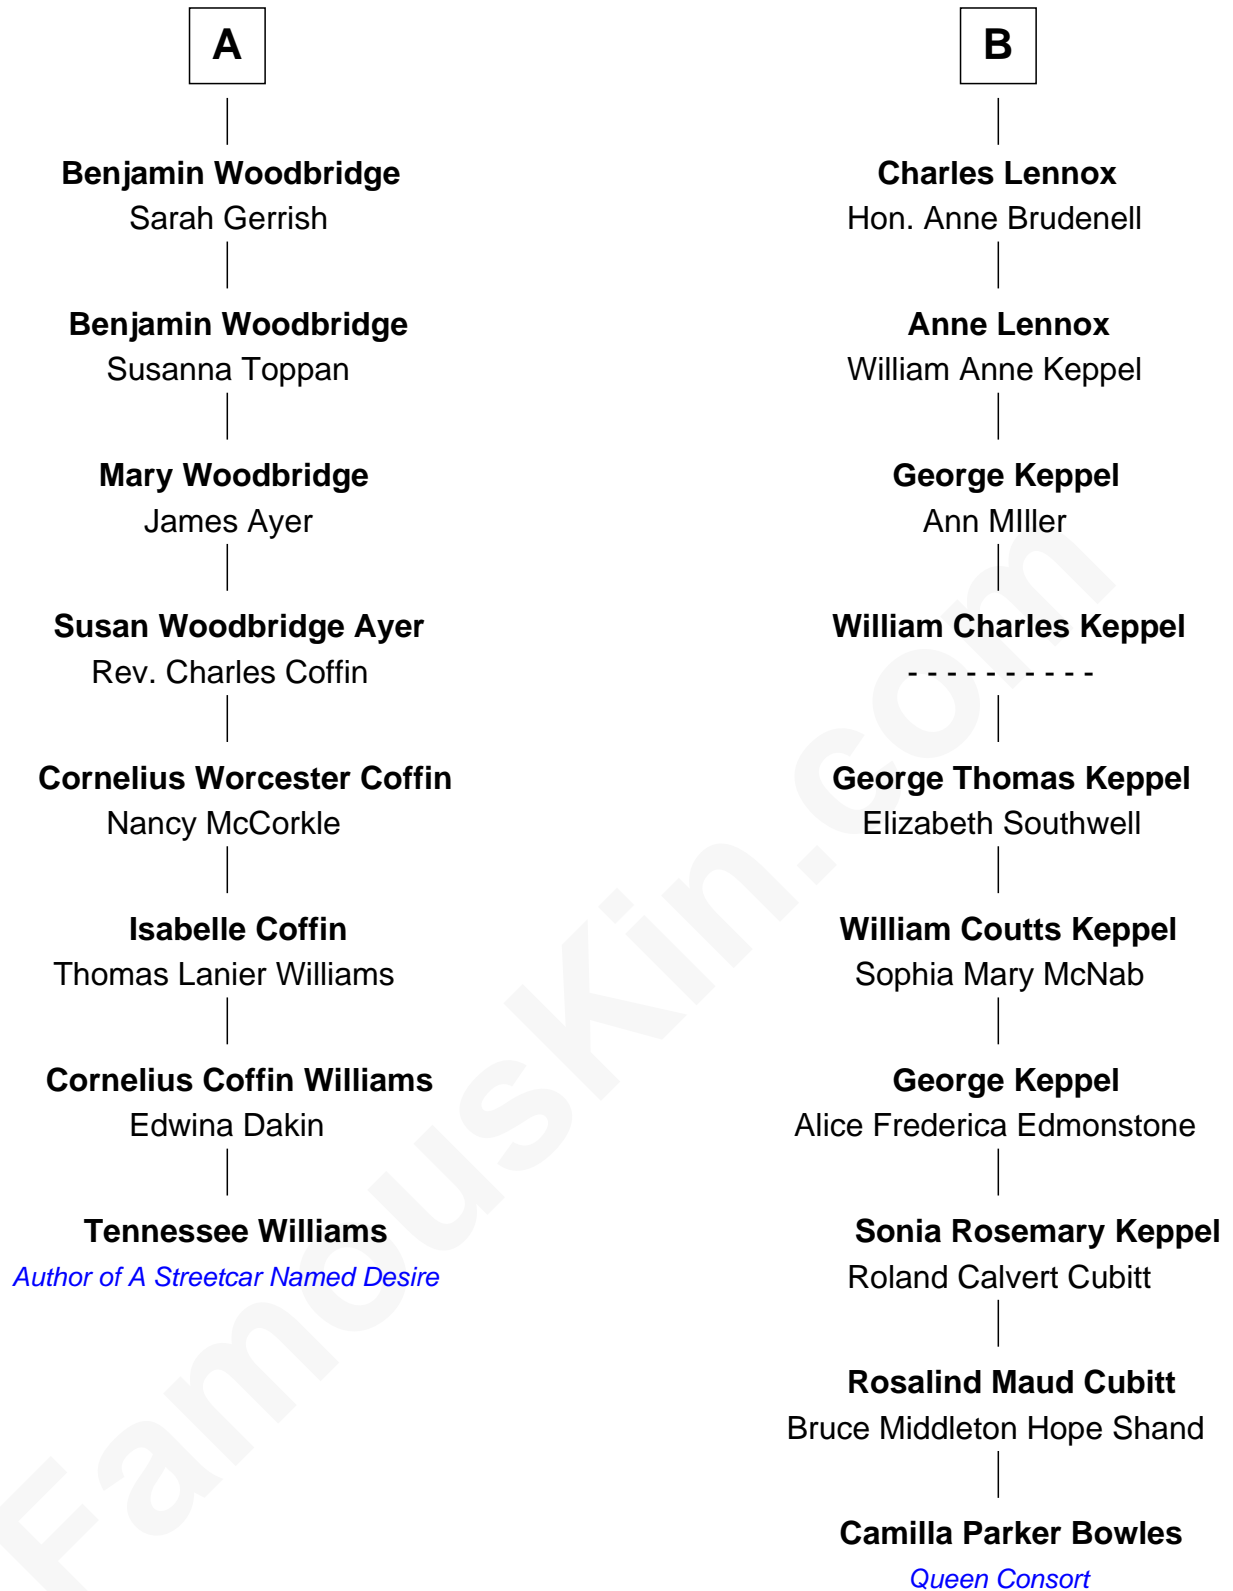 A
Benjamin Woodbridge
Sarah Gerrish
Benjamin Woodbridge
Susanna Toppan
Mary Woodbridge
James Ayer
Susan Woodbridge Ayer
Rev. Charles Coffin
Cornelius Worcester Coffin
Nancy McCorkle
Isabelle Coffin
Thomas Lanier Williams
Cornelius Coffin Williams
Edwina Dakin
Tennessee Williams
Author of A Streetcar Named Desire
B
Charles Lennox
Hon. Anne Brudenell
Anne Lennox
William Anne Keppel
George Keppel
Ann MIller
William Charles Keppel
- - - - - - - - - -
George Thomas Keppel
Elizabeth Southwell
William Coutts Keppel
Sophia Mary McNab
George Keppel
Alice Frederica Edmonstone
Sonia Rosemary Keppel
Roland Calvert Cubitt
Rosalind Maud Cubitt
Bruce Middleton Hope Shand
Camilla Parker Bowles
Queen Consort
FamousKin.com